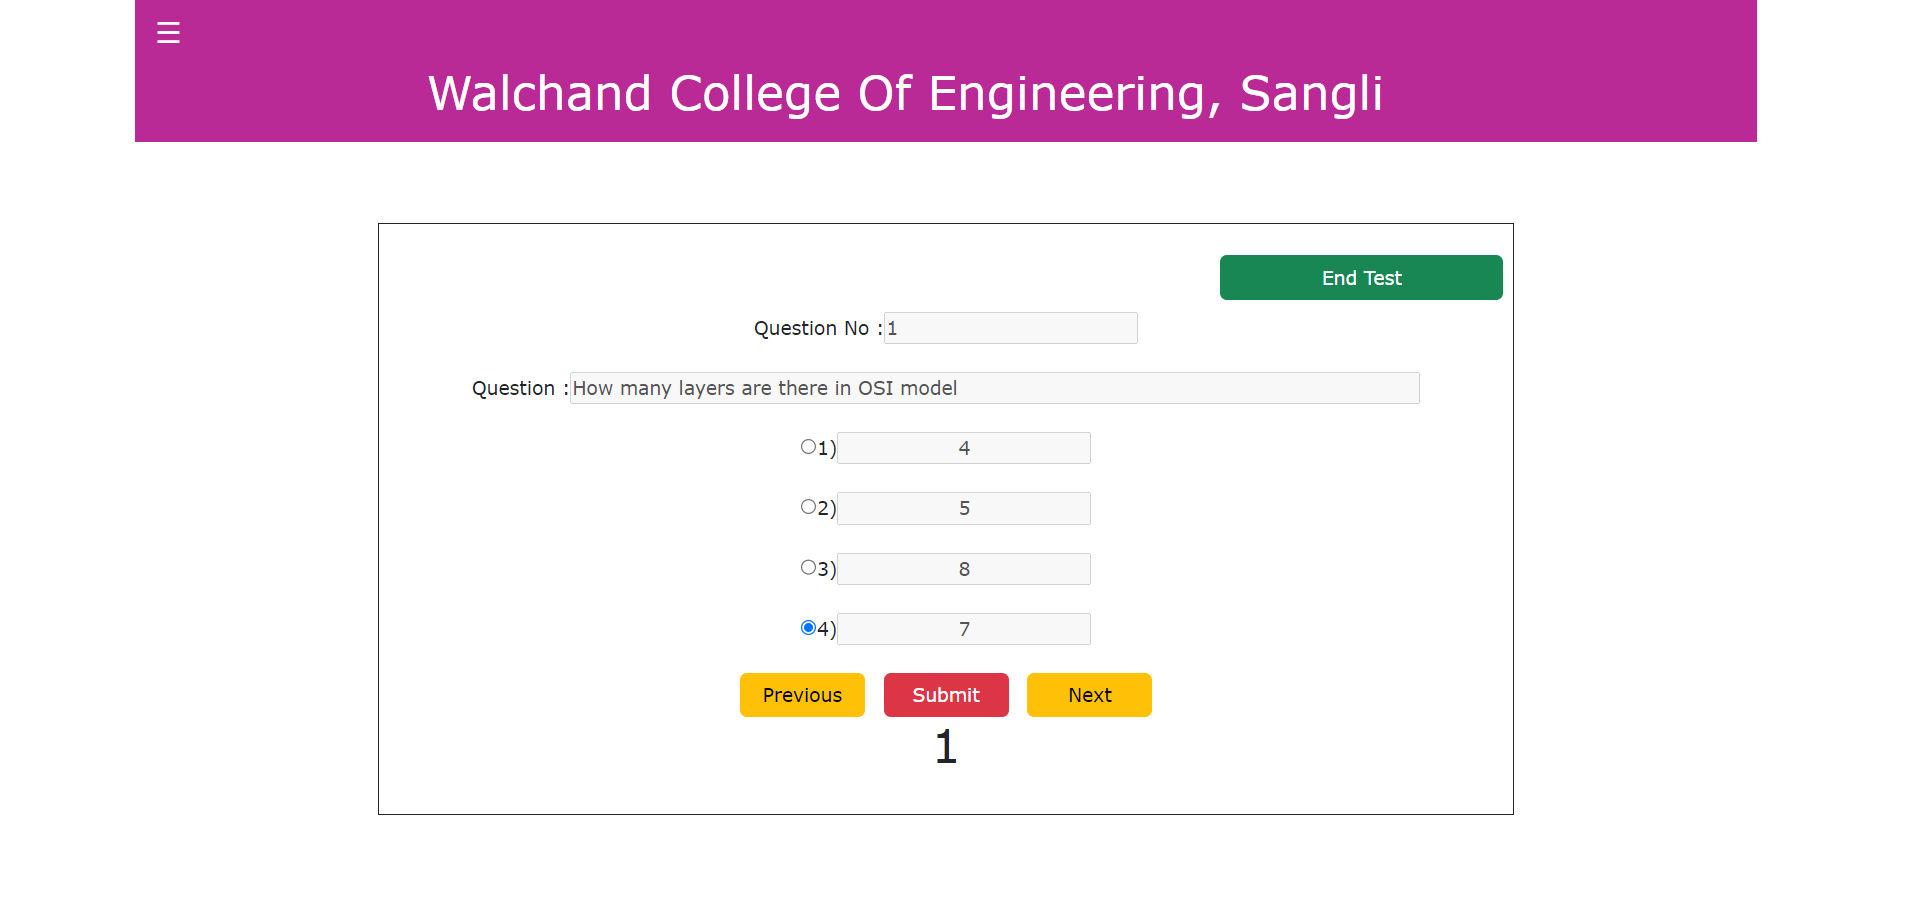 ☰
Walchand College Of Engineering, Sangli
End Test
Question No :1
Question :How many layers are there in OSI model
1) 4
2) 5
3) 8
4) 7
Previous Submit Next
1